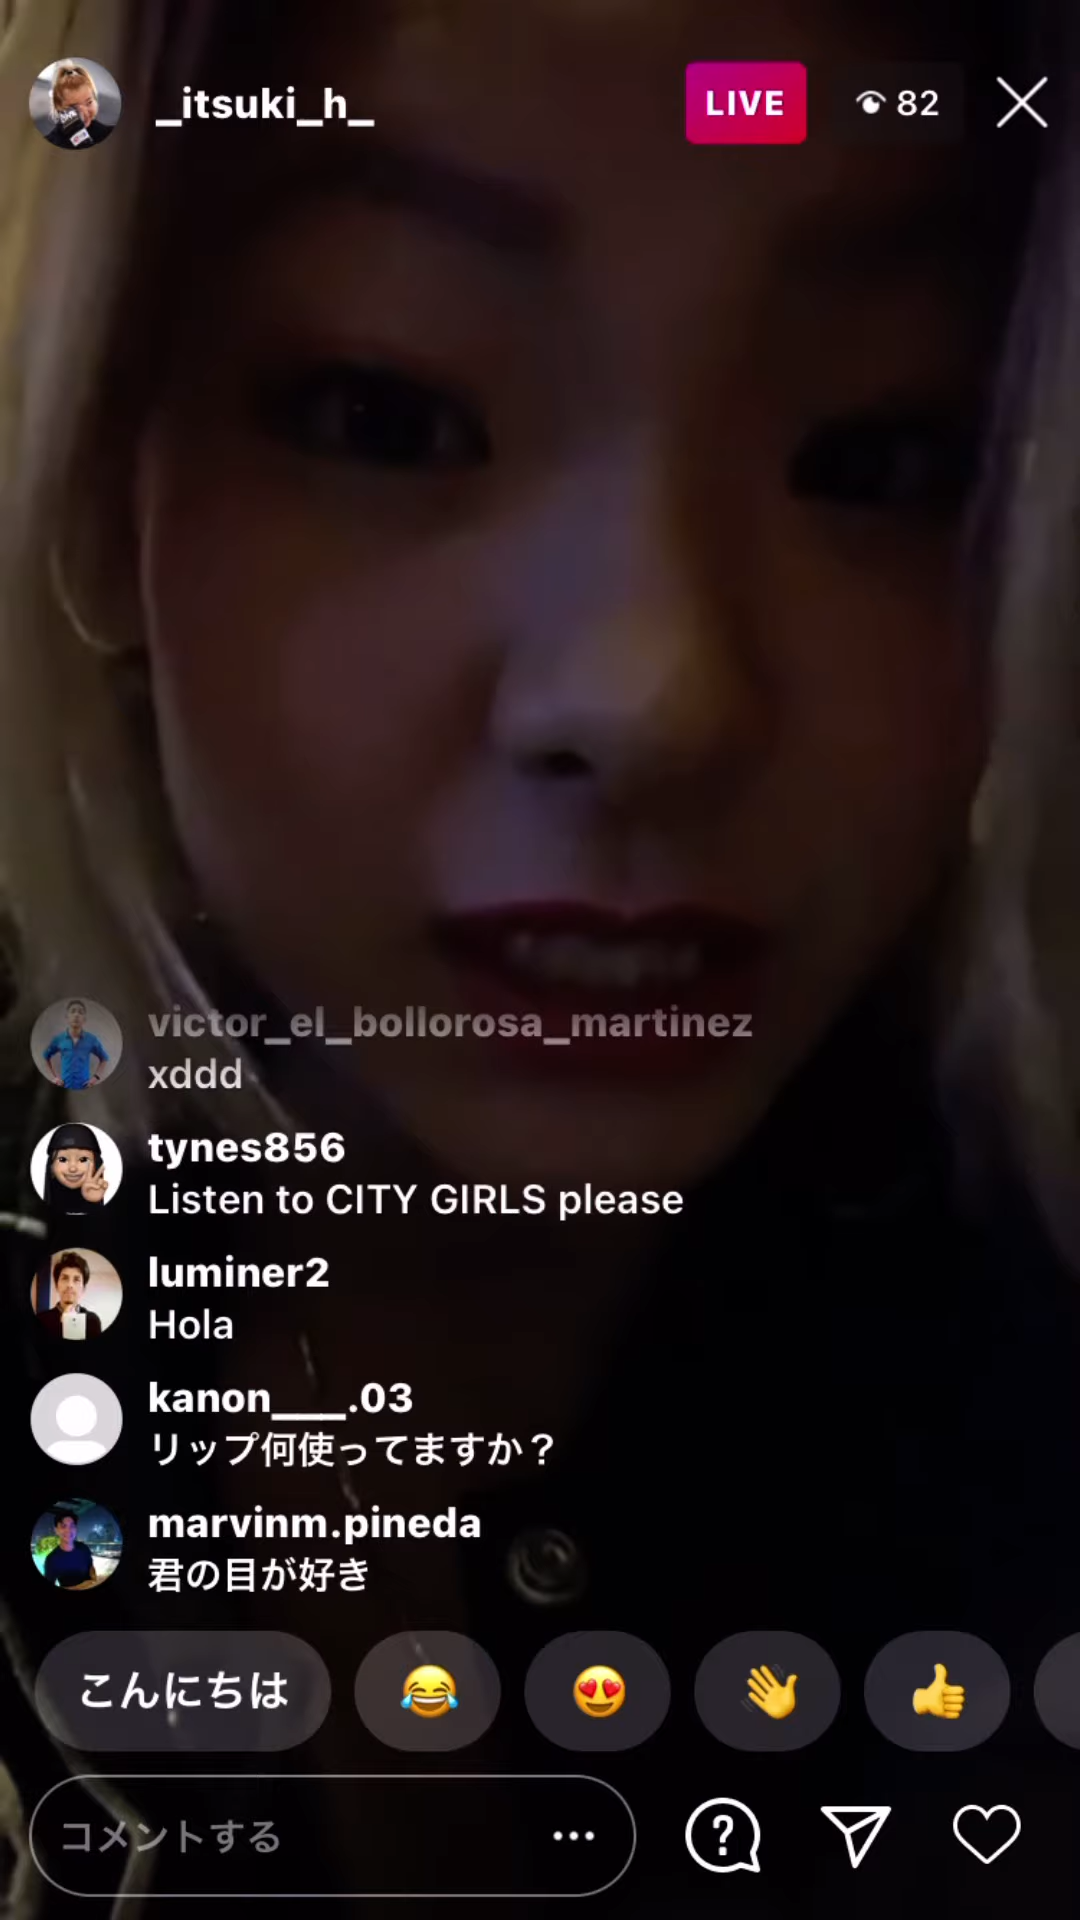 _itsuki_h_
LIVE
82
victor_el_bollorosa_martinez
xddd
tynes856
Listen to CITY GIRLS please
luminer2
Hola
kanon___.03
リップ何使ってますか？
marvinm.pineda
君の目が好き
こんにちは
コメントする